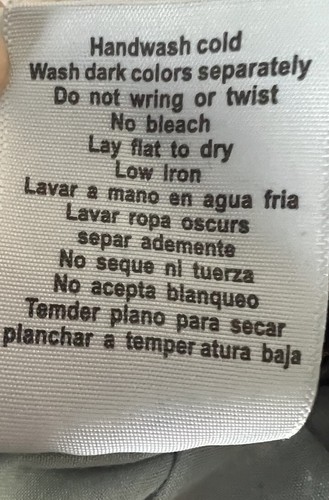 Handwash cold
Wash dark colors separately
Do not wring or twist
No bleach
Lay flat to dry
Low Iron
Lavar a mano en agua fria
Lavar ropa oscurs
separ ademente
No seque ni tuerza
No acepta blanqueo
Temder plano para secar
planchar a temper atura baja